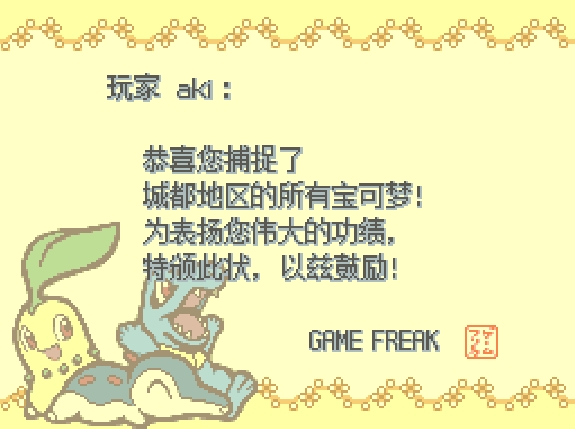 玩家 aki：
恭喜您捕捉了
城都地区的所有宝可梦！
为表扬您伟大的功绩，
特颁此状，以兹鼓励！
GAME FREAK